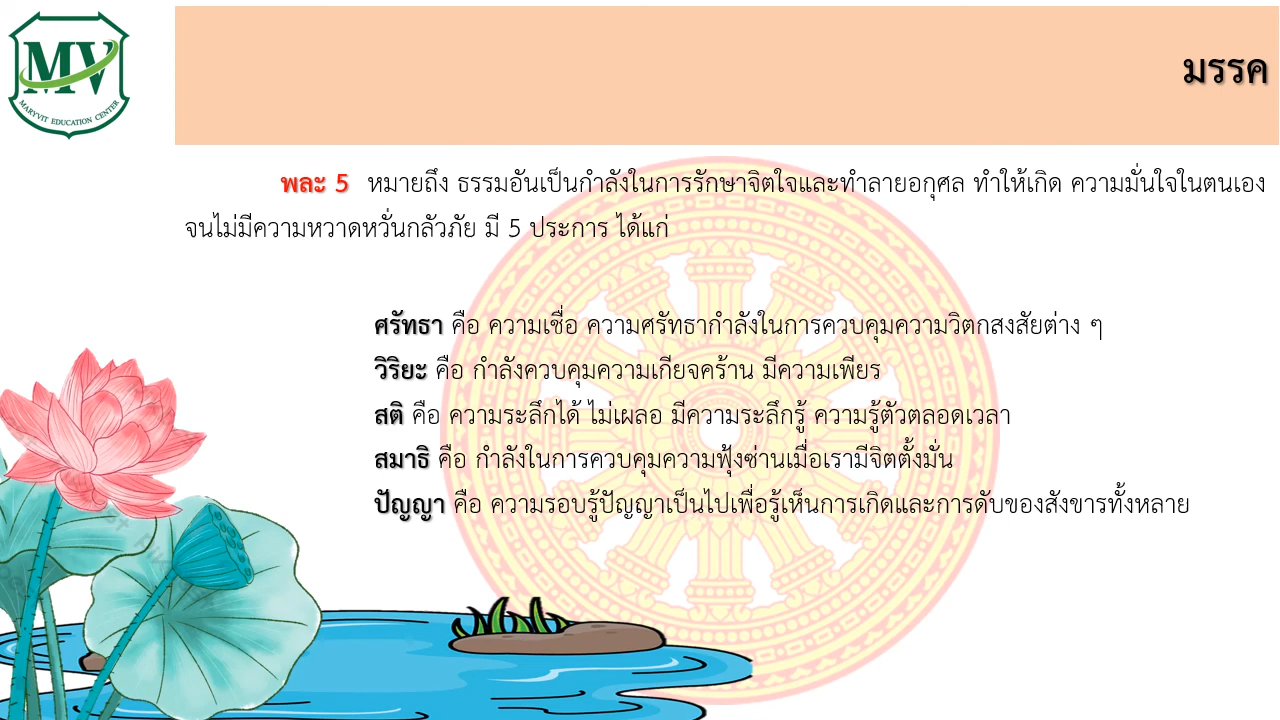 MV
MARYVIT EDUCATION CENTER
มรรค
พละ 5 หมายถึง ธรรมอันเป็นกำลังในการรักษาจิตใจและทำลายอกุศล ทำให้เกิด ความมั่นใจในตนเอง
จนไม่มีความหวาดหวั่นกลัวภัย มี 5 ประการ ได้แก่
ศรัทธา คือ ความเชื่อ ความศรัทธากำลังในการควบคุมความวิตกสงสัยต่าง ๆ
วิริยะ คือ กำลังควบคุมความเกียจคร้าน มีความเพียร
สติ คือ ความระลึกได้ ไม่เผลอ มีความระลึกรู้ ความรู้ตัวตลอดเวลา
สมาธิ คือ กำลังในการควบคุมความฟุ้งซ่านเมื่อเรามีจิตตั้งมั่น
ปัญญา คือ ความรอบรู้ปัญญาเป็นไปเพื่อรู้เห็นการเกิดและการดับของสังขารทั้งหลาย